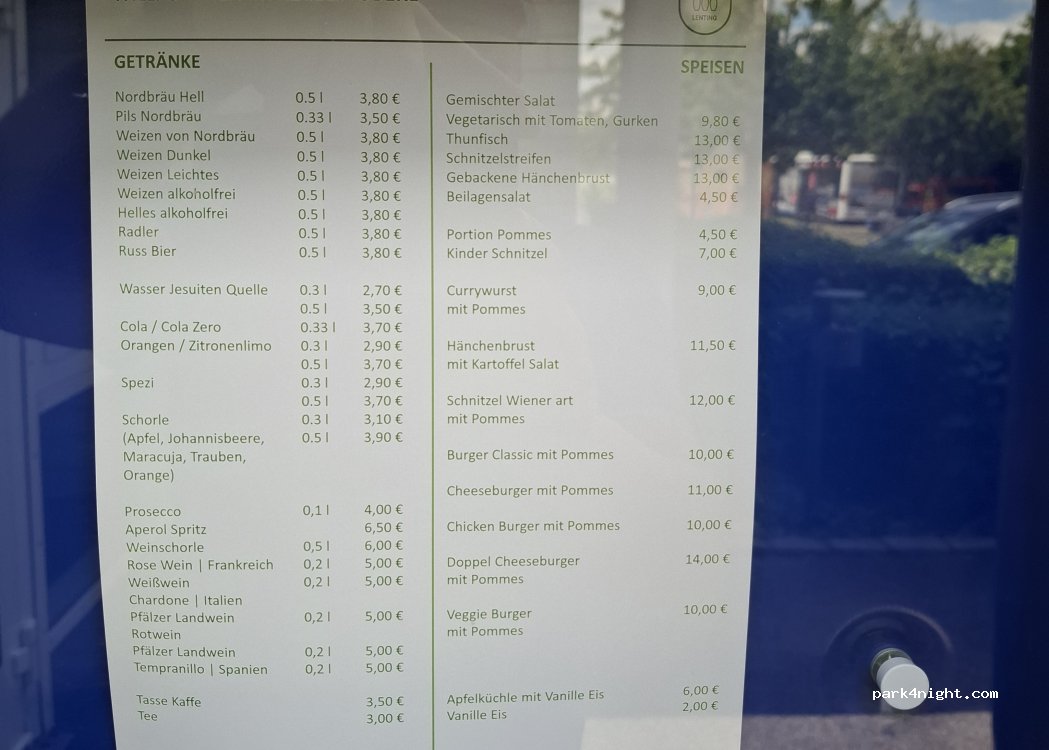 LENTING
GETRÄNKE
Nordbräu Hell 0.5 l 3,80 €
Pils Nordbräu 0.33 l 3,50 €
Weizen von Nordbräu 0.5 l 3,80 €
Weizen Dunkel 0.5 l 3,80 €
Weizen Leichtes 0.5 l 3,80 €
Weizen alkoholfrei 0.5 l 3,80 €
Helles alkoholfrei 0.5 l 3,80 €
Radler 0.5 l 3,80 €
Russ Bier 0.5 l 3,80 €
Wasser Jesuiten Quelle 0.3 l 2,70 €
0.5 l 3,50 €
Cola / Cola Zero 0.33 l 3,70 €
Orangen / Zitronenlimo 0.3 l 2,90 €
0.5 l 3,70 €
Spezi 0.3 l 2,90 €
0.5 l 3,70 €
Schorle 0.3 l 3,10 €
(Apfel, Johannisbeere, 0.5 l 3,90 €
Maracuja, Trauben,
Orange)
Prosecco 0,1 l 4,00 €
Aperol Spritz 6,50 €
Weinschorle 0,5 l 6,00 €
Rose Wein | Frankreich 0,2 l 5,00 €
Weißwein 0,2 l 5,00 €
Chardone | Italien
Pfälzer Landwein 0,2 l 5,00 €
Rotwein
Pfälzer Landwein 0,2 l 5,00 €
Tempranillo | Spanien 0,2 l 5,00 €
Tasse Kaffe 3,50 €
Tee 3,00 €
SPEISEN
Gemischter Salat
Vegetarisch mit Tomaten, Gurken 9,80 €
Thunfisch 13,00 €
Schnitzelstreifen 13,00 €
Gebackene Hänchenbrust 13,00 €
Beilagensalat 4,50 €
Portion Pommes 4,50 €
Kinder Schnitzel 7,00 €
Currywurst 9,00 €
mit Pommes
Hänchenbrust 11,50 €
mit Kartoffel Salat
Schnitzel Wiener art 12,00 €
mit Pommes
Burger Classic mit Pommes 10,00 €
Cheeseburger mit Pommes 11,00 €
Chicken Burger mit Pommes 10,00 €
Doppel Cheeseburger 14,00 €
mit Pommes
Veggie Burger 10,00 €
mit Pommes
Apfelküchle mit Vanille Eis 6,00 €
Vanille Eis 2,00 €
park4night.com